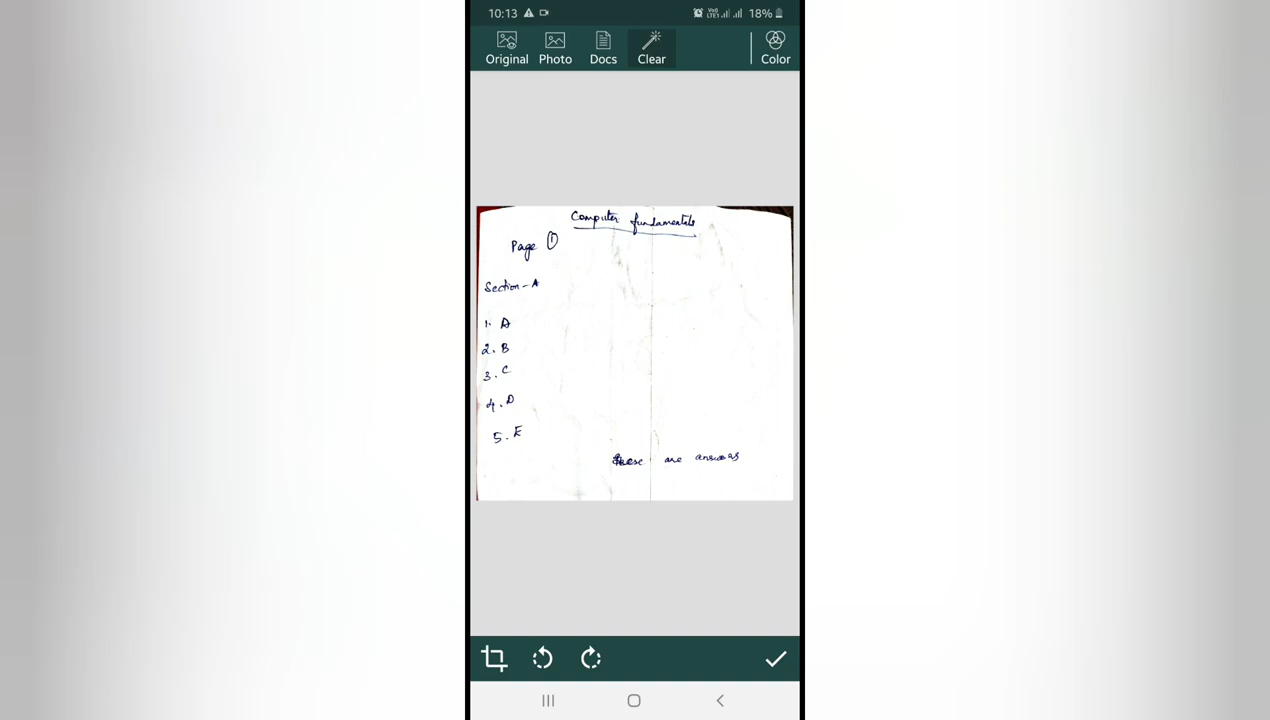 10:13 18%
Original Photo Docs Clear Color
Computer fundamentals
Page 1
Section-A
1. A
2. B
3. C
4. D
5. E
these are answers